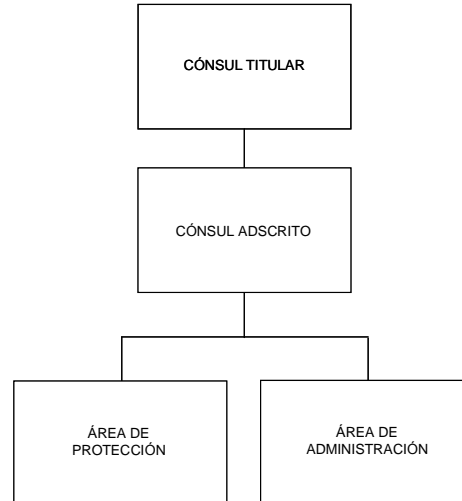 CÓNSUL TITULAR
CÓNSUL ADSCRITO
ÁREA DE
PROTECCIÓN
ÁREA DE
ADMINISTRACIÓN